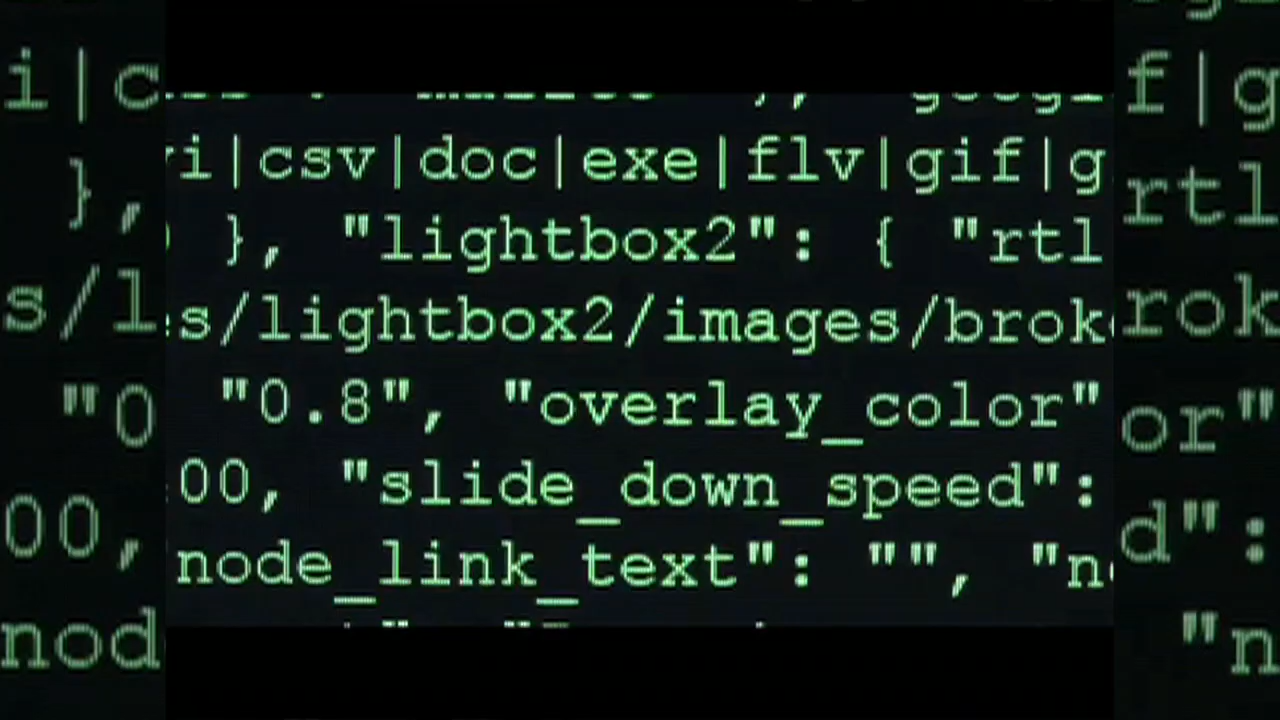 i|csv|doc|exe|flv|gif|g
}, "lightbox2": { "rtl
s/lightbox2/images/brok
"0.8", "overlay_color"
00, "slide_down_speed":
node_link_text": "", "n